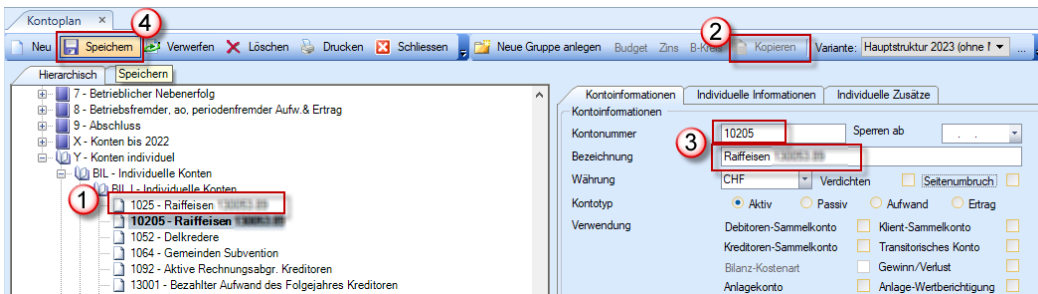 Kontoplan ×
4
2
Neu Speichern Verwerfen Löschen Drucken Schliessen Neue Gruppe anlegen Budget Zins B-Kreis Kopieren Variante: Hauptstruktur 2023 (ohne ...
Hierarchisch Speichern
7 - Betrieblicher Nebenerfolg
8 - Betriebsfremder, ao, periodenfremder Aufw.& Ertrag
9 - Abschluss
X - Konten bis 2022
Y - Konten individuel
BIL - Individuelle Konten
BIL I - Individuelle Konten
1
1025 - Raiffeisen
10205 - Raiffeisen
1052 - Delkredere
1064 - Gemeinden Subvention
1092 - Aktive Rechnungsabgr. Kreditoren
13001 - Bezahlter Aufwand des Folgejahres Kreditoren
Kontoinformationen Individuelle Informationen Individuelle Zusätze
Kontoinformationen
Kontonummer 10205 Sperren ab . .
3
Bezeichnung Raiffeisen
Währung CHF Verdichten Seitenumbruch
Kontotyp Aktiv Passiv Aufwand Ertrag
Verwendung Debitoren-Sammelkonto Klient-Sammelkonto
Kreditoren-Sammelkonto Transitorisches Konto
Bilanz-Kostenart Gewinn/Verlust
Anlagekonto Anlage-Wertberichtigung